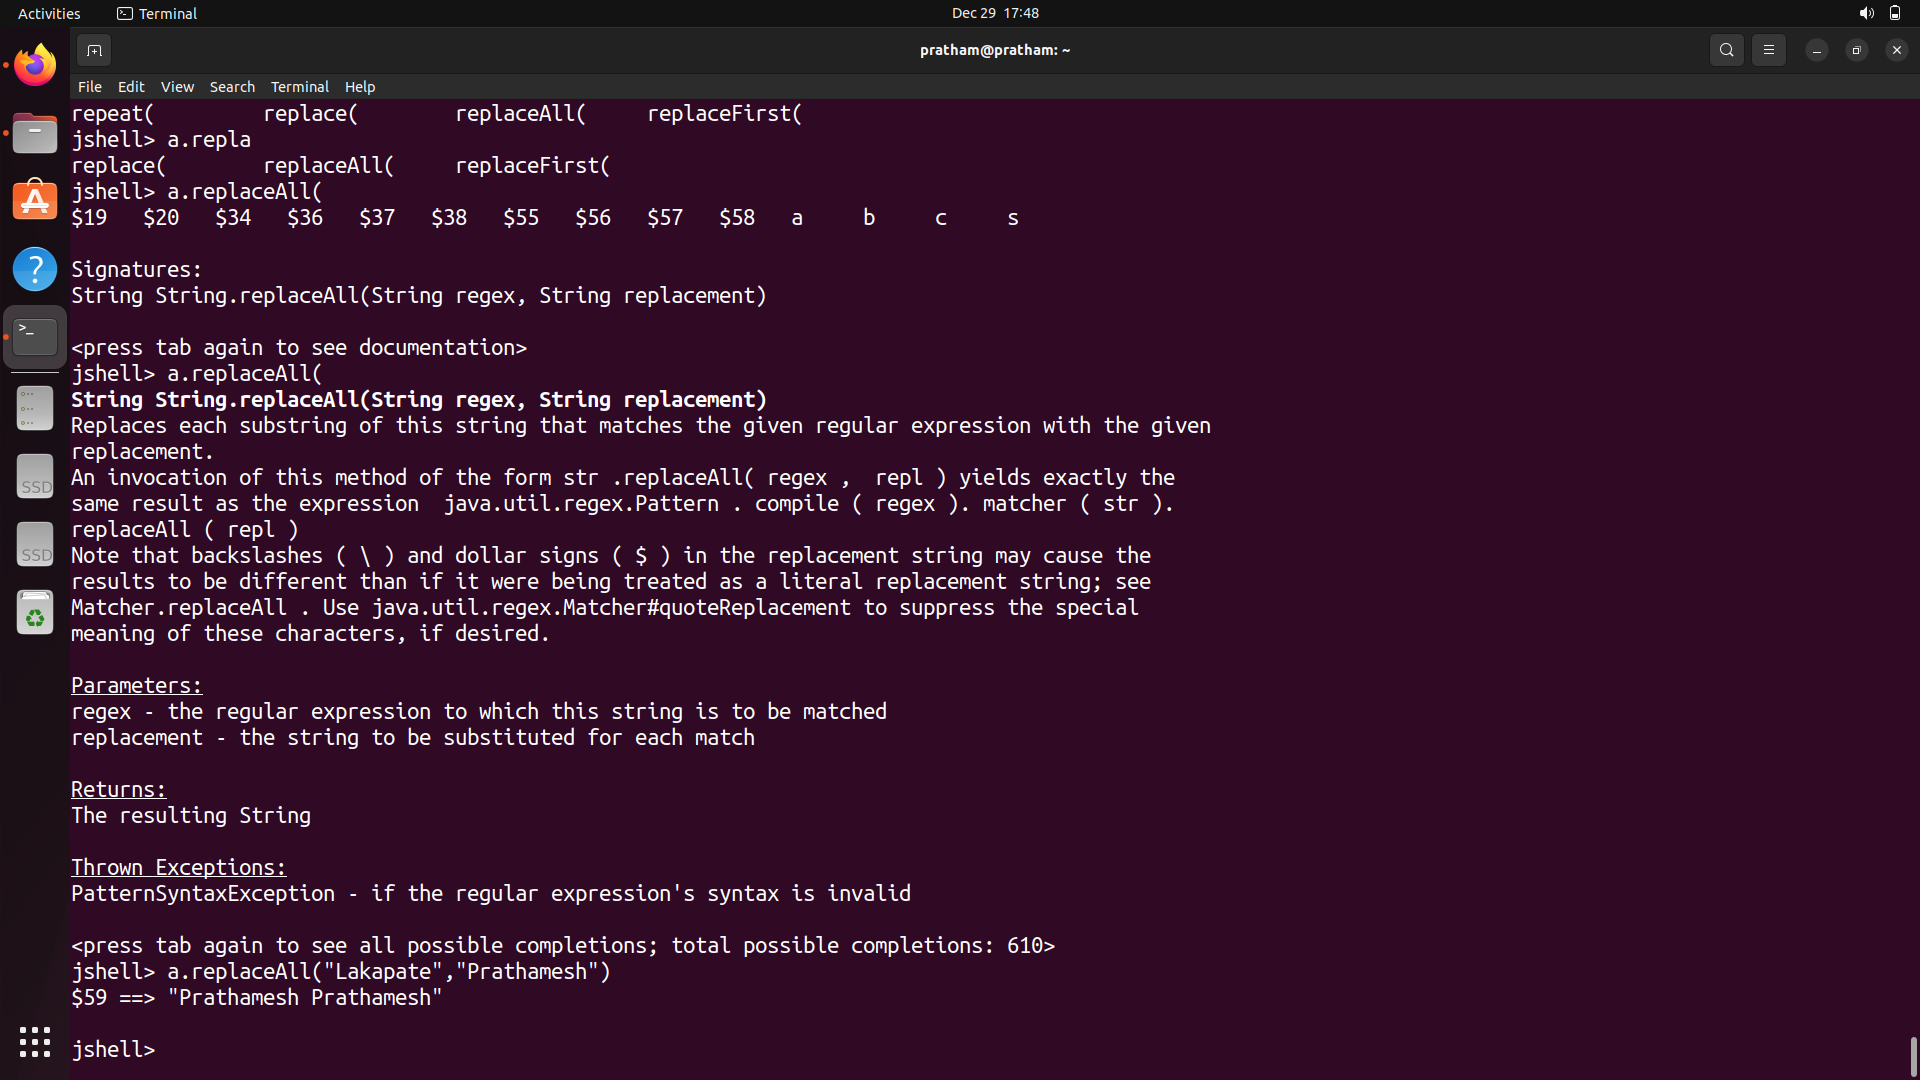 Activities Terminal Dec 29 17:48
pratham@pratham: ~
File Edit View Search Terminal Help
repeat( replace( replaceAll( replaceFirst(
jshell> a.repla
replace( replaceAll( replaceFirst(
jshell> a.replaceAll(
$19 $20 $34 $36 $37 $38 $55 $56 $57 $58 a b c s
Signatures:
String String.replaceAll(String regex, String replacement)
<press tab again to see documentation>
jshell> a.replaceAll(
String String.replaceAll(String regex, String replacement)
Replaces each substring of this string that matches the given regular expression with the given
replacement.
An invocation of this method of the form str .replaceAll( regex , repl ) yields exactly the
same result as the expression java.util.regex.Pattern . compile ( regex ). matcher ( str ).
replaceAll ( repl )
Note that backslashes ( \ ) and dollar signs ( $ ) in the replacement string may cause the
results to be different than if it were being treated as a literal replacement string; see
Matcher.replaceAll . Use java.util.regex.Matcher#quoteReplacement to suppress the special
meaning of these characters, if desired.
Parameters:
regex - the regular expression to which this string is to be matched
replacement - the string to be substituted for each match
Returns:
The resulting String
Thrown Exceptions:
PatternSyntaxException - if the regular expression's syntax is invalid
<press tab again to see all possible completions; total possible completions: 610>
jshell> a.replaceAll("Lakapate","Prathamesh")
$59 ==> "Prathamesh Prathamesh"
jshell>
SSD
SSD